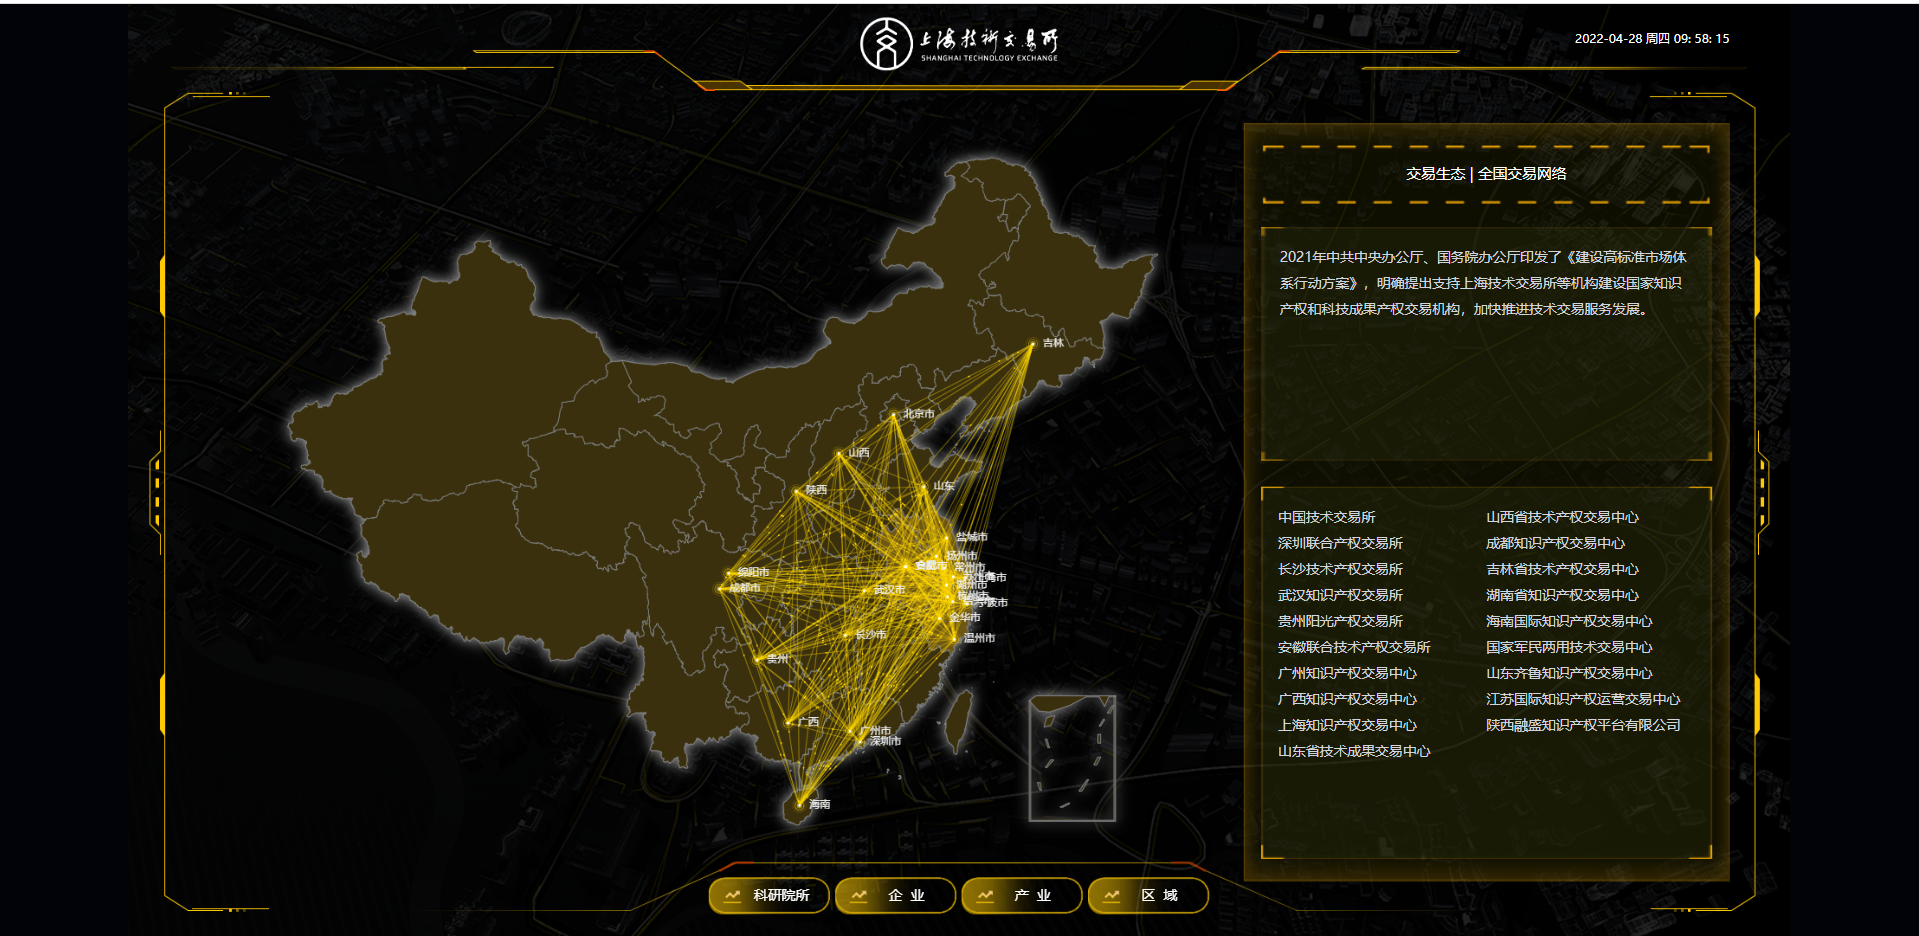 上海技術交易所
SHANGHAI TECHNOLOGY EXCHANGE
2022-04-28 周四 09: 58: 15
交易生态 | 全国交易网络
2021年中共中央办公厅、国务院办公厅印发了《建设高标准市场体
系行动方案》，明确提出支持上海技术交易所等机构建设国家知识
产权和科技成果产权交易机构，加快推进技术交易服务发展。
中国技术交易所
山西省技术产权交易中心
深圳联合产权交易所
成都知识产权交易中心
长沙技术产权交易所
吉林省技术产权交易中心
武汉知识产权交易所
湖南省知识产权交易中心
贵州阳光产权交易所
海南国际知识产权交易中心
安徽联合技术产权交易所
国家军民两用技术交易中心
广州知识产权交易中心
山东齐鲁知识产权交易中心
广西知识产权交易中心
江苏国际知识产权运营交易中心
上海知识产权交易中心
陕西融盛知识产权平台有限公司
山东省技术成果交易中心
吉林
北京市
山西
山东
陕西
盐城市
扬州市
常州市
绵阳市
成都市
武汉市
湖州市
杭州市
金华市
温州市
长沙市
贵州
广西
广州市
深圳市
海南
科研院所
企 业
产 业
区 域